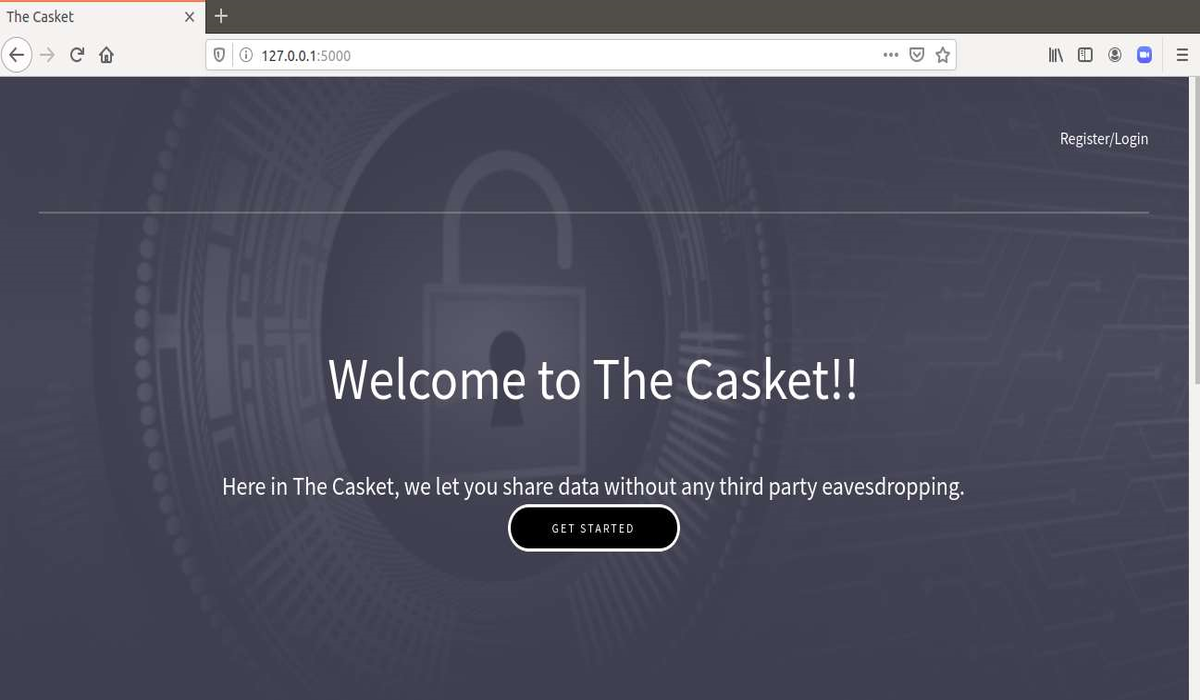 The Casket
127.0.0.1:5000
Register/Login
Welcome to The Casket!!
Here in The Casket, we let you share data without any third party eavesdropping.
GET STARTED